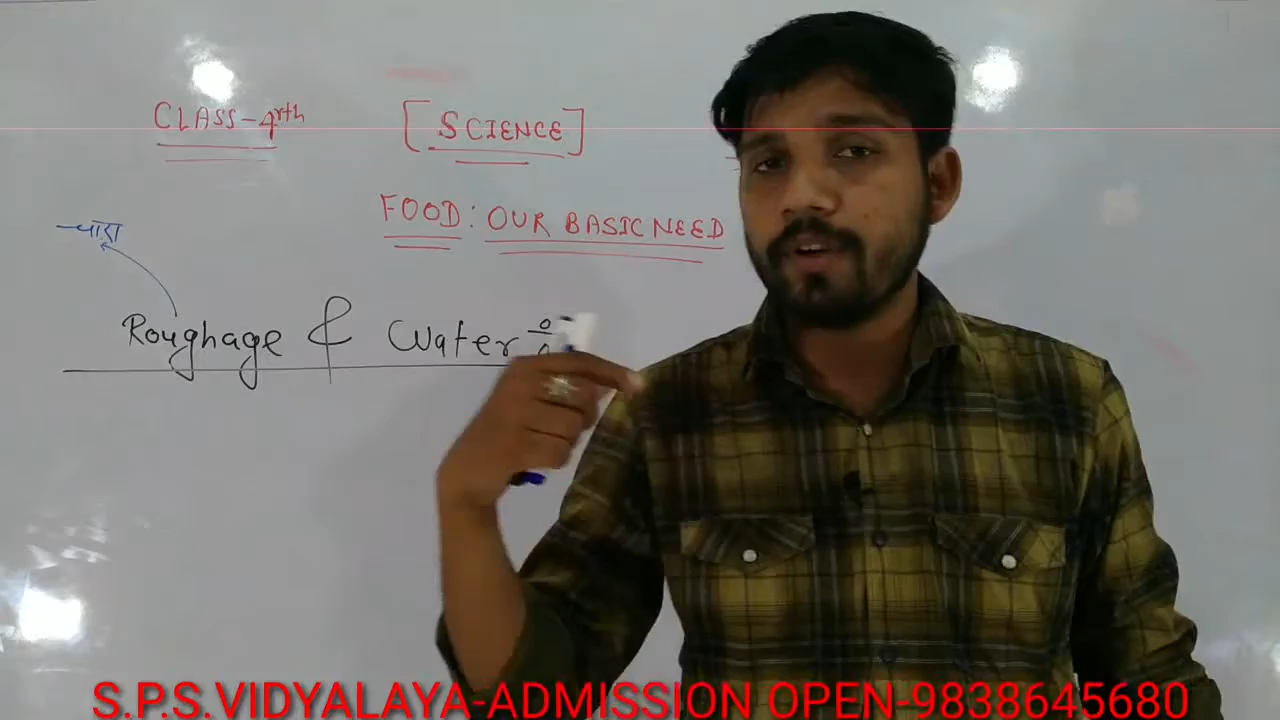 CLASS-4rth
[SCIENCE]
FOOD: OUR BASIC NEED
चारा
Roughage & Water
S.P.S.VIDYALAYA-ADMISSION OPEN-9838645680